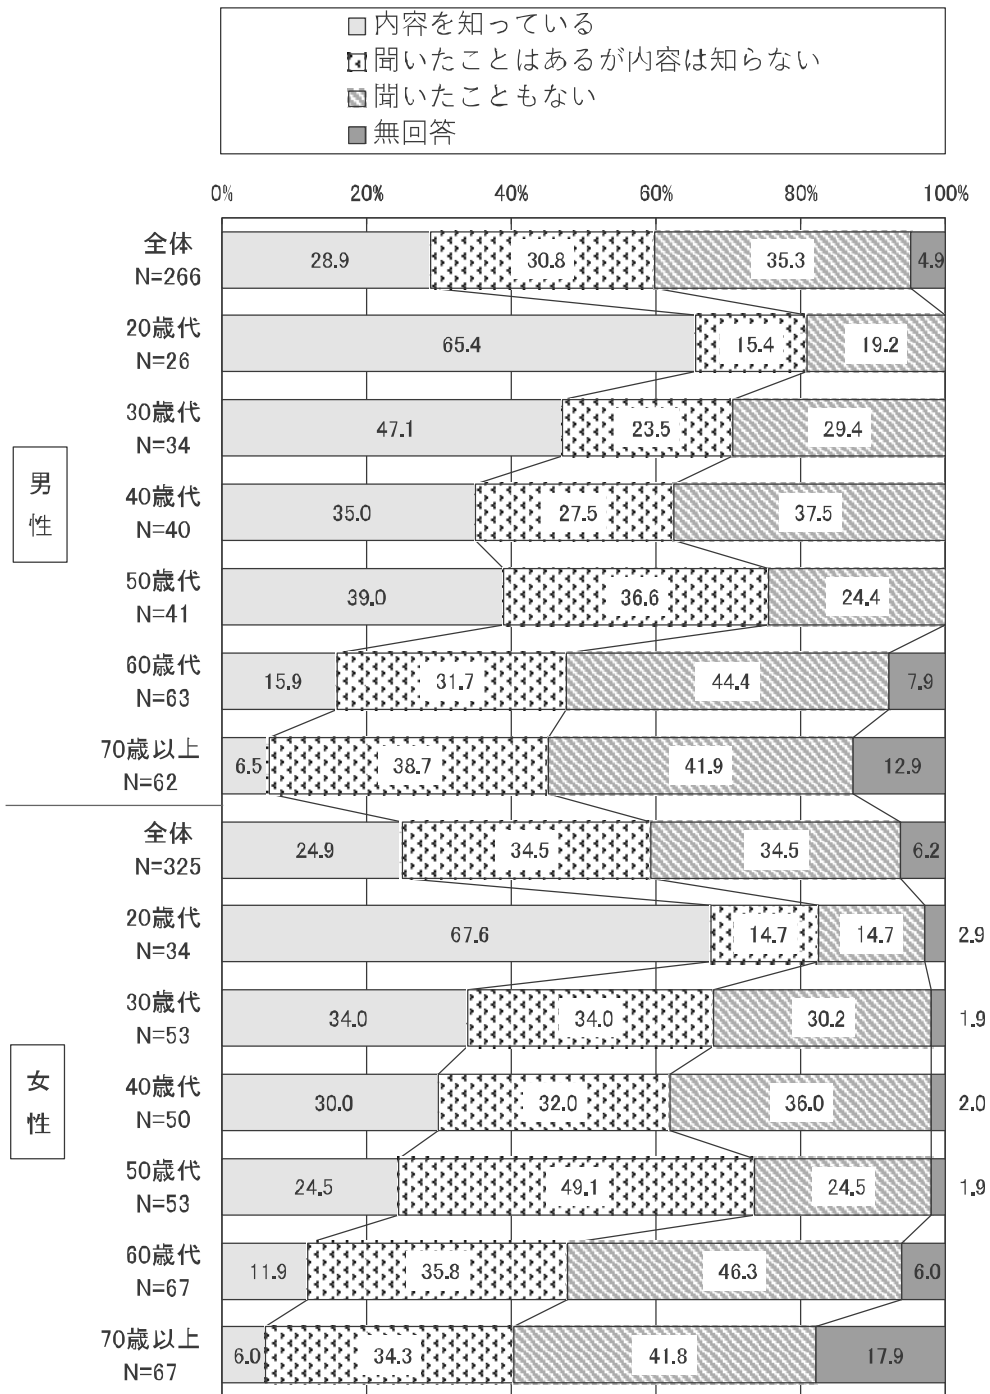 内容を知っている
聞いたことはあるが内容は知らない
聞いたこともない
無回答
0% 20% 40% 60% 80% 100%
男性
全体
N=266
28.9 30.8 35.3 4.9
20歳代
N=26
65.4 15.4 19.2
30歳代
N=34
47.1 23.5 29.4
40歳代
N=40
35.0 27.5 37.5
50歳代
N=41
39.0 36.6 24.4
60歳代
N=63
15.9 31.7 44.4 7.9
70歳以上
N=62
6.5 38.7 41.9 12.9
女性
全体
N=325
24.9 34.5 34.5 6.2
20歳代
N=34
67.6 14.7 14.7 2.9
30歳代
N=53
34.0 34.0 30.2 1.9
40歳代
N=50
30.0 32.0 36.0 2.0
50歳代
N=53
24.5 49.1 24.5 1.9
60歳代
N=67
11.9 35.8 46.3 6.0
70歳以上
N=67
6.0 34.3 41.8 17.9